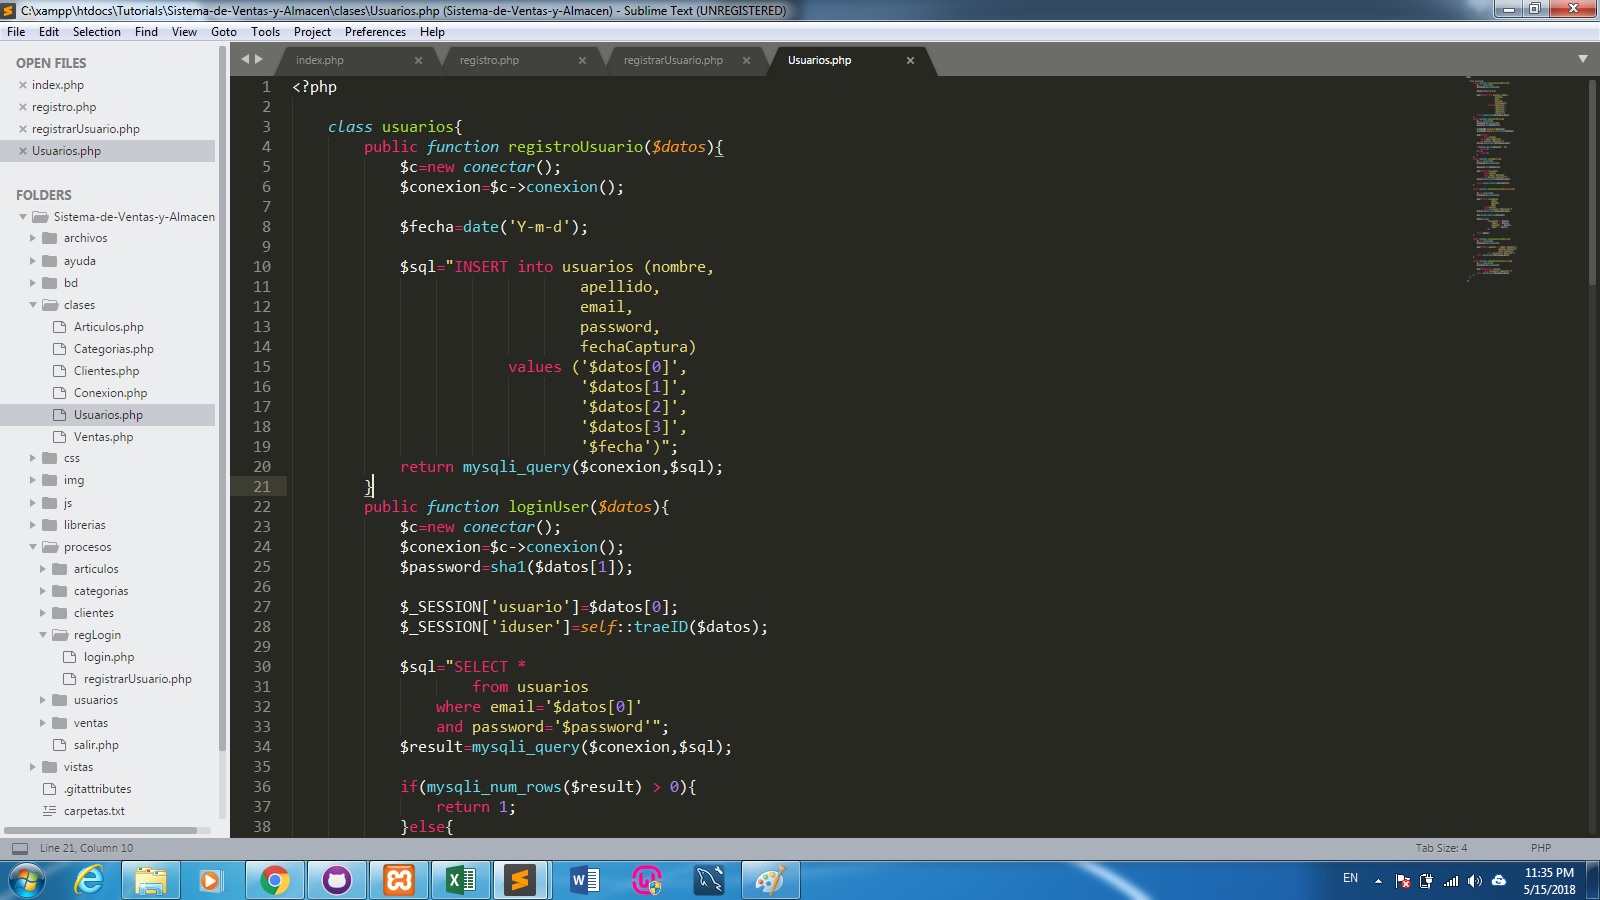 C:\xampp\htdocs\Tutorials\Sistema-de-Ventas-y-Almacen\clases\Usuarios.php (Sistema-de-Ventas-y-Almacen) - Sublime Text (UNREGISTERED)
File Edit Selection Find View Goto Tools Project Preferences Help
OPEN FILES
index.php
registro.php
registrarUsuario.php
Usuarios.php
FOLDERS
Sistema-de-Ventas-y-Almacen
archivos
ayuda
bd
clases
Articulos.php
Categorias.php
Clientes.php
Conexion.php
Usuarios.php
Ventas.php
css
img
js
librerias
procesos
articulos
categorias
clientes
regLogin
login.php
registrarUsuario.php
usuarios
ventas
salir.php
vistas
.gitattributes
carpetas.txt
index.php registro.php registrarUsuario.php Usuarios.php
1 <?php
2
3 class usuarios{
4 public function registroUsuario($datos){
5 $c=new conectar();
6 $conexion=$c->conexion();
7
8 $fecha=date('Y-m-d');
9
10 $sql="INSERT into usuarios (nombre,
11 apellido,
12 email,
13 password,
14 fechaCaptura)
15 values ('$datos[0]',
16 '$datos[1]',
17 '$datos[2]',
18 '$datos[3]',
19 '$fecha')";
20 return mysqli_query($conexion,$sql);
21 }
22 public function loginUser($datos){
23 $c=new conectar();
24 $conexion=$c->conexion();
25 $password=sha1($datos[1]);
26
27 $_SESSION['usuario']=$datos[0];
28 $_SESSION['iduser']=self::traeID($datos);
29
30 $sql="SELECT *
31 from usuarios
32 where email='$datos[0]'
33 and password='$password'";
34 $result=mysqli_query($conexion,$sql);
35
36 if(mysqli_num_rows($result) > 0){
37 return 1;
38 }else{
Line 21, Column 10 Tab Size: 4 PHP
EN 11:35 PM
5/15/2018